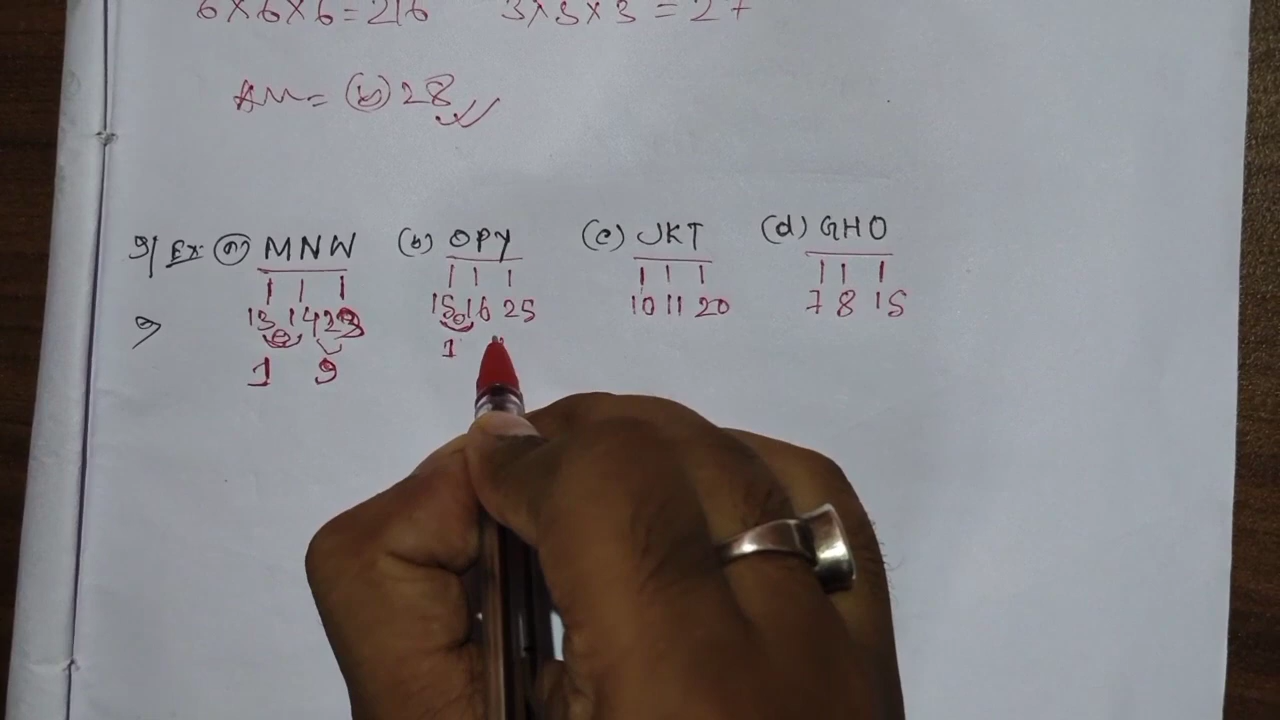 6×6×6=216 3×3×3=27
Ans= (b) 28
9/ Ex: (a) MNW (b) OPY (c) JKT (d) GHO
13 14 23 15 16 25 10 11 20 7 8 15
1 9 1